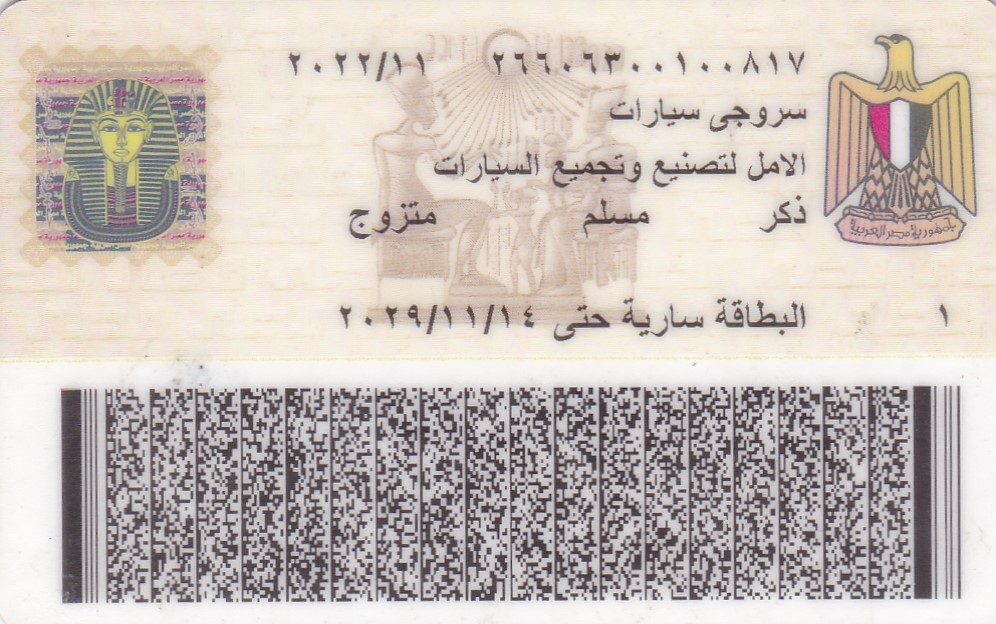 ٢٦٦٠٦٣٠٠١٠٠٨١٧ ٢٠٢٢/١١
سروجى سيارات
الامل لتصنيع وتجميع السيارات
ذكر مسلم متزوج
١ البطاقة سارية حتى ٢٠٢٩/١١/١٤
جمهورية مصر العربية